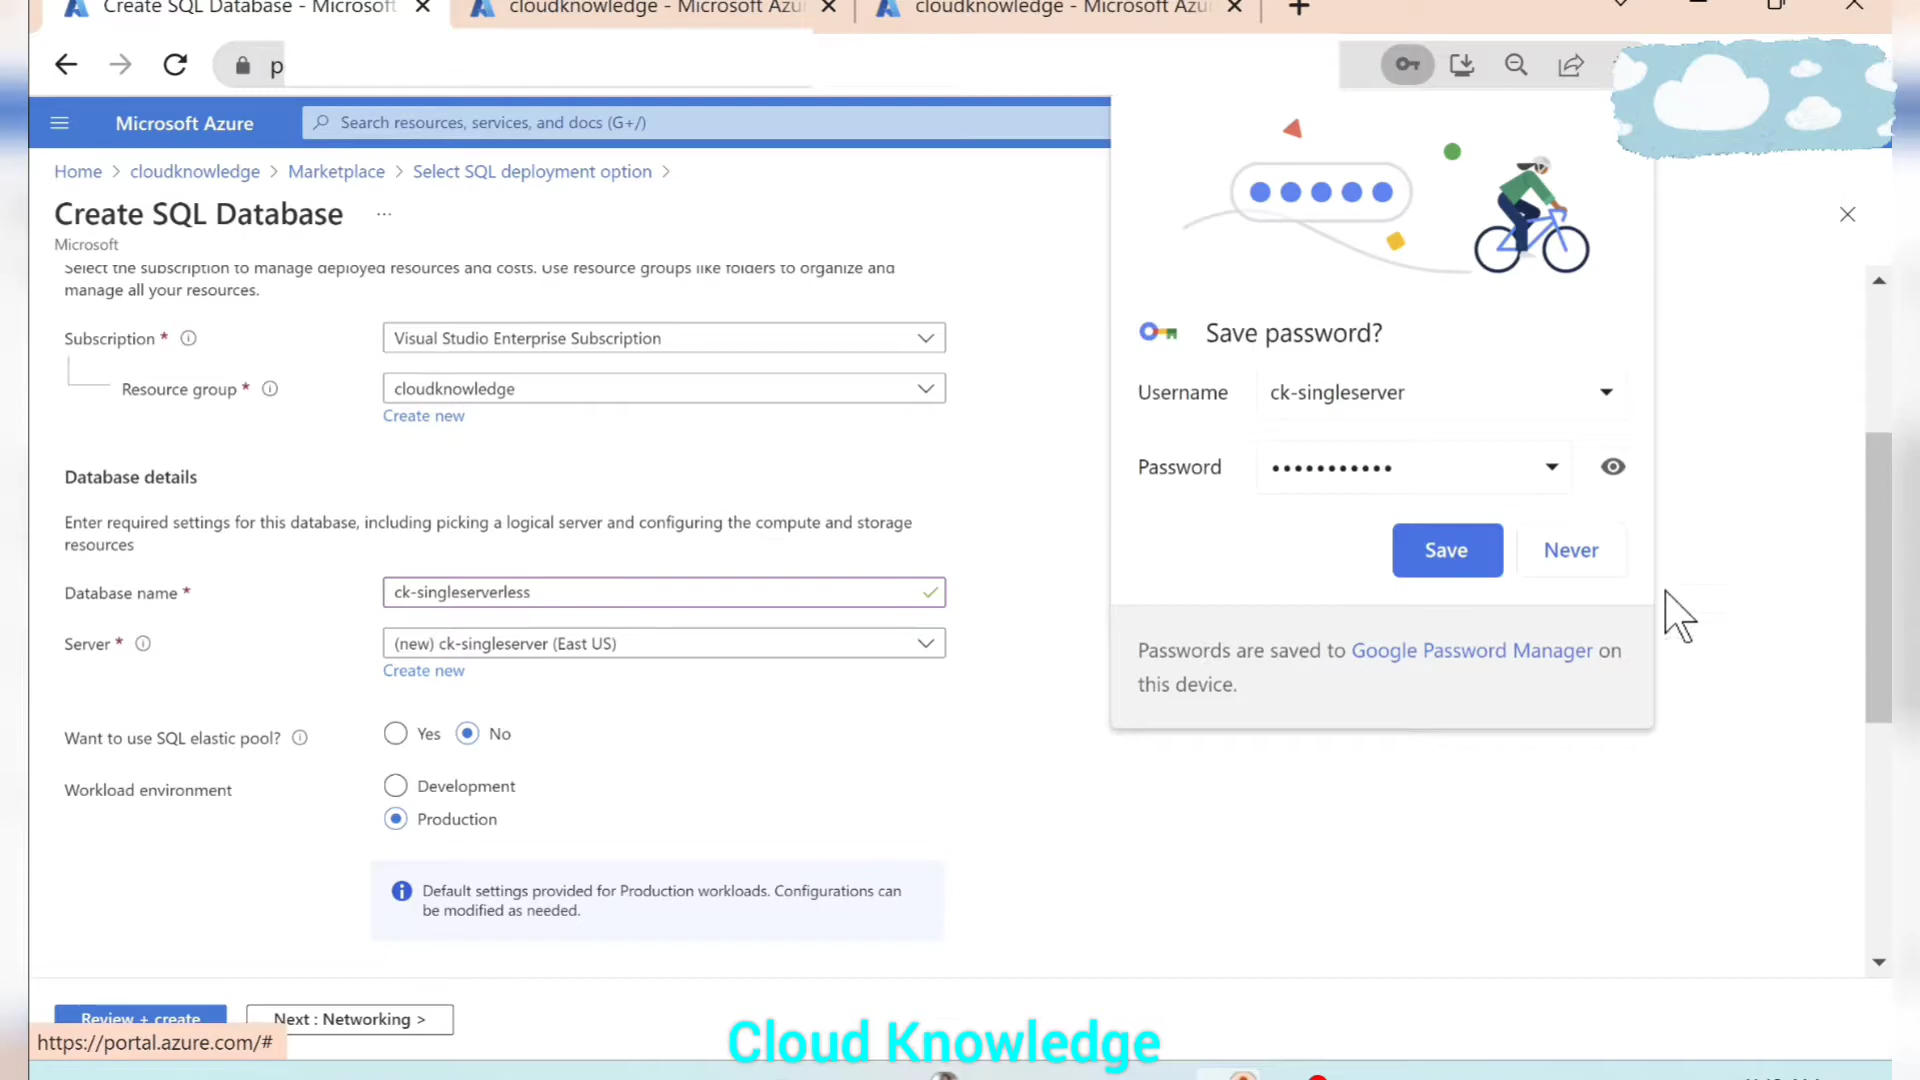 Create SQL Database - Microsoft
cloudknowledge - Microsoft Azu
cloudknowledge - Microsoft Azu
p
Microsoft Azure
Search resources, services, and docs (G+/)
Home > cloudknowledge > Marketplace > Select SQL deployment option >
Create SQL Database ...
Microsoft
Select the subscription to manage deployed resources and costs. Use resource groups like folders to organize and
manage all your resources.
Subscription *
Visual Studio Enterprise Subscription
Resource group *
cloudknowledge
Create new
Database details
Enter required settings for this database, including picking a logical server and configuring the compute and storage
resources
Database name *
ck-singleserverless
Server *
(new) ck-singleserver (East US)
Create new
Want to use SQL elastic pool?
Yes
No
Workload environment
Development
Production
Default settings provided for Production workloads. Configurations can
be modified as needed.
Review + create
Next : Networking >
https://portal.azure.com/#
Save password?
Username
ck-singleserver
Password
•••••••••••
Save
Never
Passwords are saved to Google Password Manager on
this device.
Cloud Knowledge